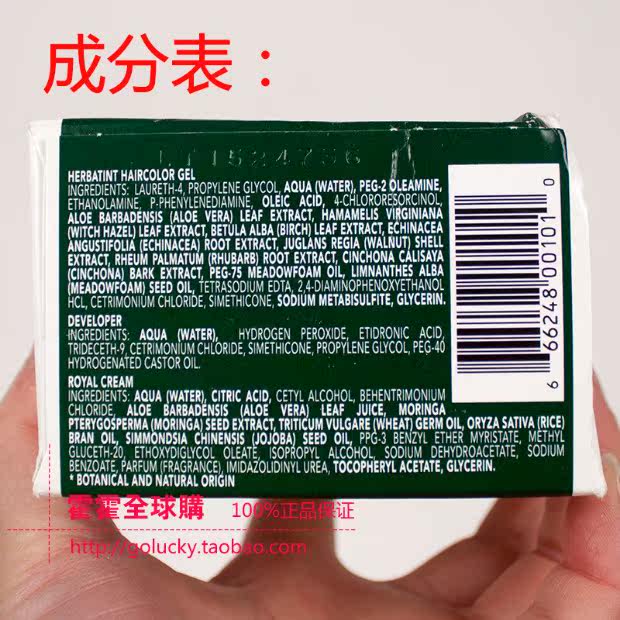 成分表：
LT1524756
HERBATINT HAIRCOLOR GEL
INGREDIENTS: LAURETH-4, PROPYLENE GLYCOL, AQUA (WATER), PEG-2 OLEAMINE,
ETHANOLAMINE, P-PHENYLENEDIAMINE, OLEIC ACID, 4-CHLORORESORCINOL,
ALOE BARBADENSIS (ALOE VERA) LEAF EXTRACT, HAMAMELIS VIRGINIANA
(WITCH HAZEL) LEAF EXTRACT, BETULA ALBA (BIRCH) LEAF EXTRACT, ECHINACEA
ANGUSTIFOLIA (ECHINACEA) ROOT EXTRACT, JUGLANS REGIA (WALNUT) SHELL
EXTRACT, RHEUM PALMATUM (RHUBARB) ROOT EXTRACT, CINCHONA CALISAYA
(CINCHONA) BARK EXTRACT, PEG-75 MEADOWFOAM OIL, LIMNANTHES ALBA
(MEADOWFOAM) SEED OIL, TETRASODIUM EDTA, 2,4-DIAMINOPHENOXYETHANOL
HCL, CETRIMONIUM CHLORIDE, SIMETHICONE, SODIUM METABISULFITE, GLYCERIN.
DEVELOPER
INGREDIENTS: AQUA (WATER), HYDROGEN PEROXIDE, ETIDRONIC ACID,
TRIDECETH-9, CETRIMONIUM CHLORIDE, SIMETHICONE, PROPYLENE GLYCOL, PEG-40
HYDROGENATED CASTOR OIL.
ROYAL CREAM
INGREDIENTS: AQUA (WATER), CITRIC ACID, CETYL ALCOHOL, BEHENTRIMONIUM
CHLORIDE, ALOE BARBADENSIS (ALOE VERA) LEAF JUICE, MORINGA
PTERYGOSPERMA (MORINGA) SEED EXTRACT, TRITICUM VULGARE (WHEAT) GERM OIL, ORYZA SATIVA (RICE)
BRAN OIL, SIMMONDSIA CHINENSIS (JOJOBA) SEED OIL, PPG-3 BENZYL ETHER MYRISTATE, METHYL
GLUCETH-20, ETHOXYDIGLYCOL OLEATE, ISOPROPYL ALCOHOL, SODIUM DEHYDROACETATE, SODIUM
BENZOATE, PARFUM (FRAGRANCE), IMIDAZOLIDINYL UREA, TOCOPHERYL ACETATE, GLYCERIN.
* BOTANICAL AND NATURAL ORIGIN
6 66248 00101 0
霍霍全球購 100%正品保证
http://golucky.taobao.com